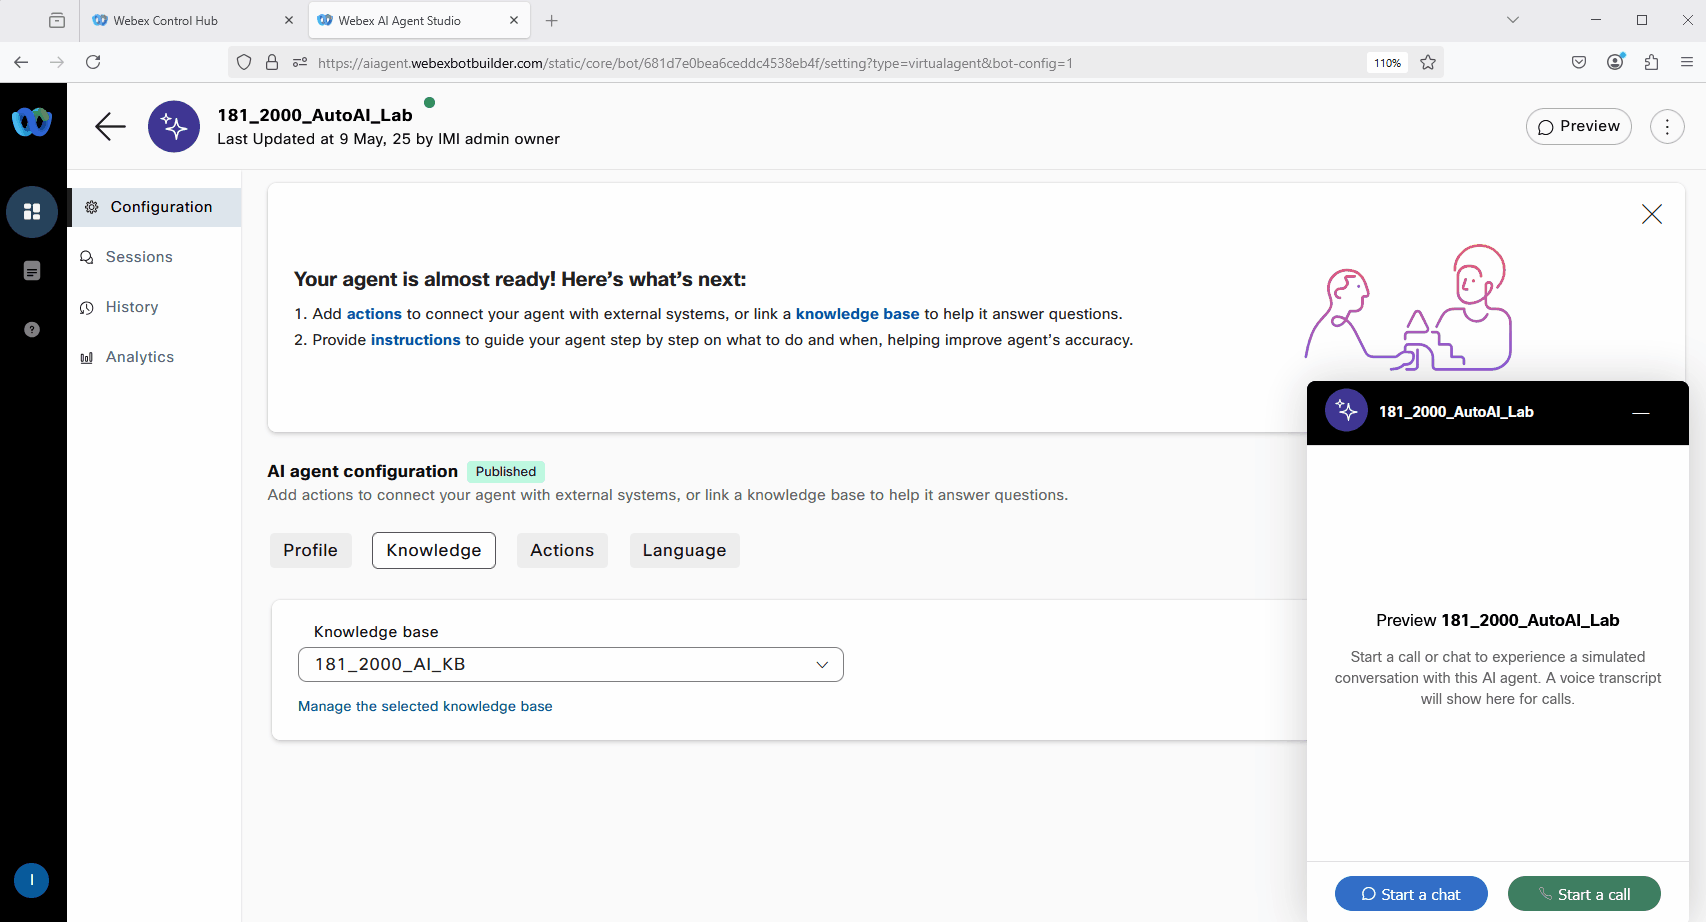 Webex Control Hub
Webex AI Agent Studio
https://aiagent.webexbotbuilder.com/static/core/bot/681d7e0bea6ceddc4538eb4f/setting?type=virtualagent&bot-config=1
110%
181_2000_AutoAI_Lab
Last Updated at 9 May, 25 by IMI admin owner
Preview
Configuration
Sessions
History
Analytics
Your agent is almost ready! Here's what's next:
1. Add actions to connect your agent with external systems, or link a knowledge base to help it answer questions.
2. Provide instructions to guide your agent step by step on what to do and when, helping improve agent's accuracy.
AI agent configuration Published
Add actions to connect your agent with external systems, or link a knowledge base to help it answer questions.
Profile Knowledge Actions Language
Knowledge base
181_2000_AI_KB
Manage the selected knowledge base
181_2000_AutoAI_Lab
Preview 181_2000_AutoAI_Lab
Start a call or chat to experience a simulated
conversation with this AI agent. A voice transcript
will show here for calls.
Start a chat
Start a call
I